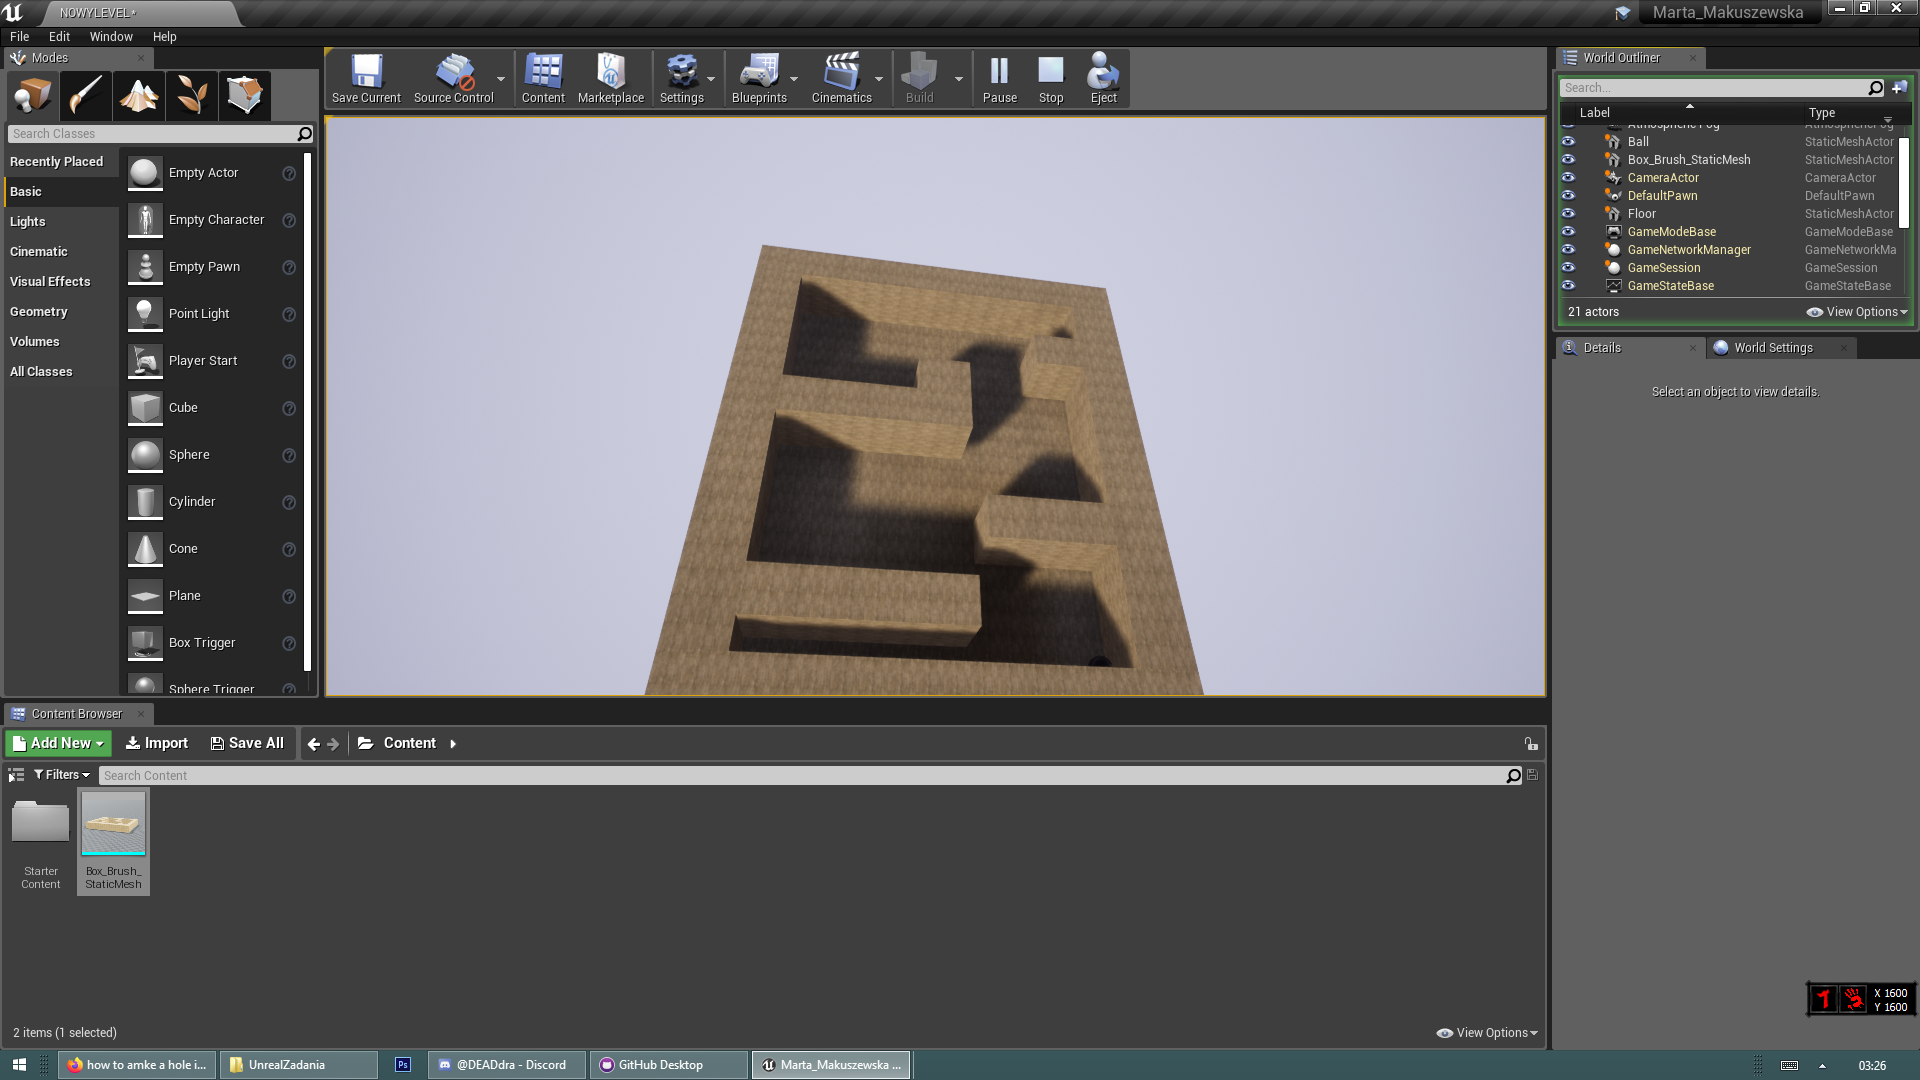 NOWYLEVEL*
Marta_Makuszewska
File Edit Window Help
Modes
Save Current
Source Control
Content
Marketplace
Settings
Blueprints
Cinematics
Build
Pause
Stop
Eject
Search Classes
Recently Placed
Basic
Lights
Cinematic
Visual Effects
Geometry
Volumes
All Classes
Empty Actor
Empty Character
Empty Pawn
Point Light
Player Start
Cube
Sphere
Cylinder
Cone
Plane
Box Trigger
Sphere Trigger
World Outliner
Search...
Label Type
Atmospheric Fog AtmosphericFog
Ball StaticMeshActor
Box_Brush_StaticMesh StaticMeshActor
CameraActor CameraActor
DefaultPawn DefaultPawn
Floor StaticMeshActor
GameModeBase GameModeBase
GameNetworkManager GameNetworkMa
GameSession GameSession
GameStateBase GameStateBase
21 actors
View Options
Details
World Settings
Select an object to view details.
Content Browser
Add New
Import
Save All
Content
Filters
Search Content
Starter
Content
Box_Brush_
StaticMesh
2 items (1 selected)
View Options
X 1600
Y 1600
how to amke a hole i...
UnrealZadania
Ps
@DEADdra - Discord
GitHub Desktop
Marta_Makuszewska ...
03:26